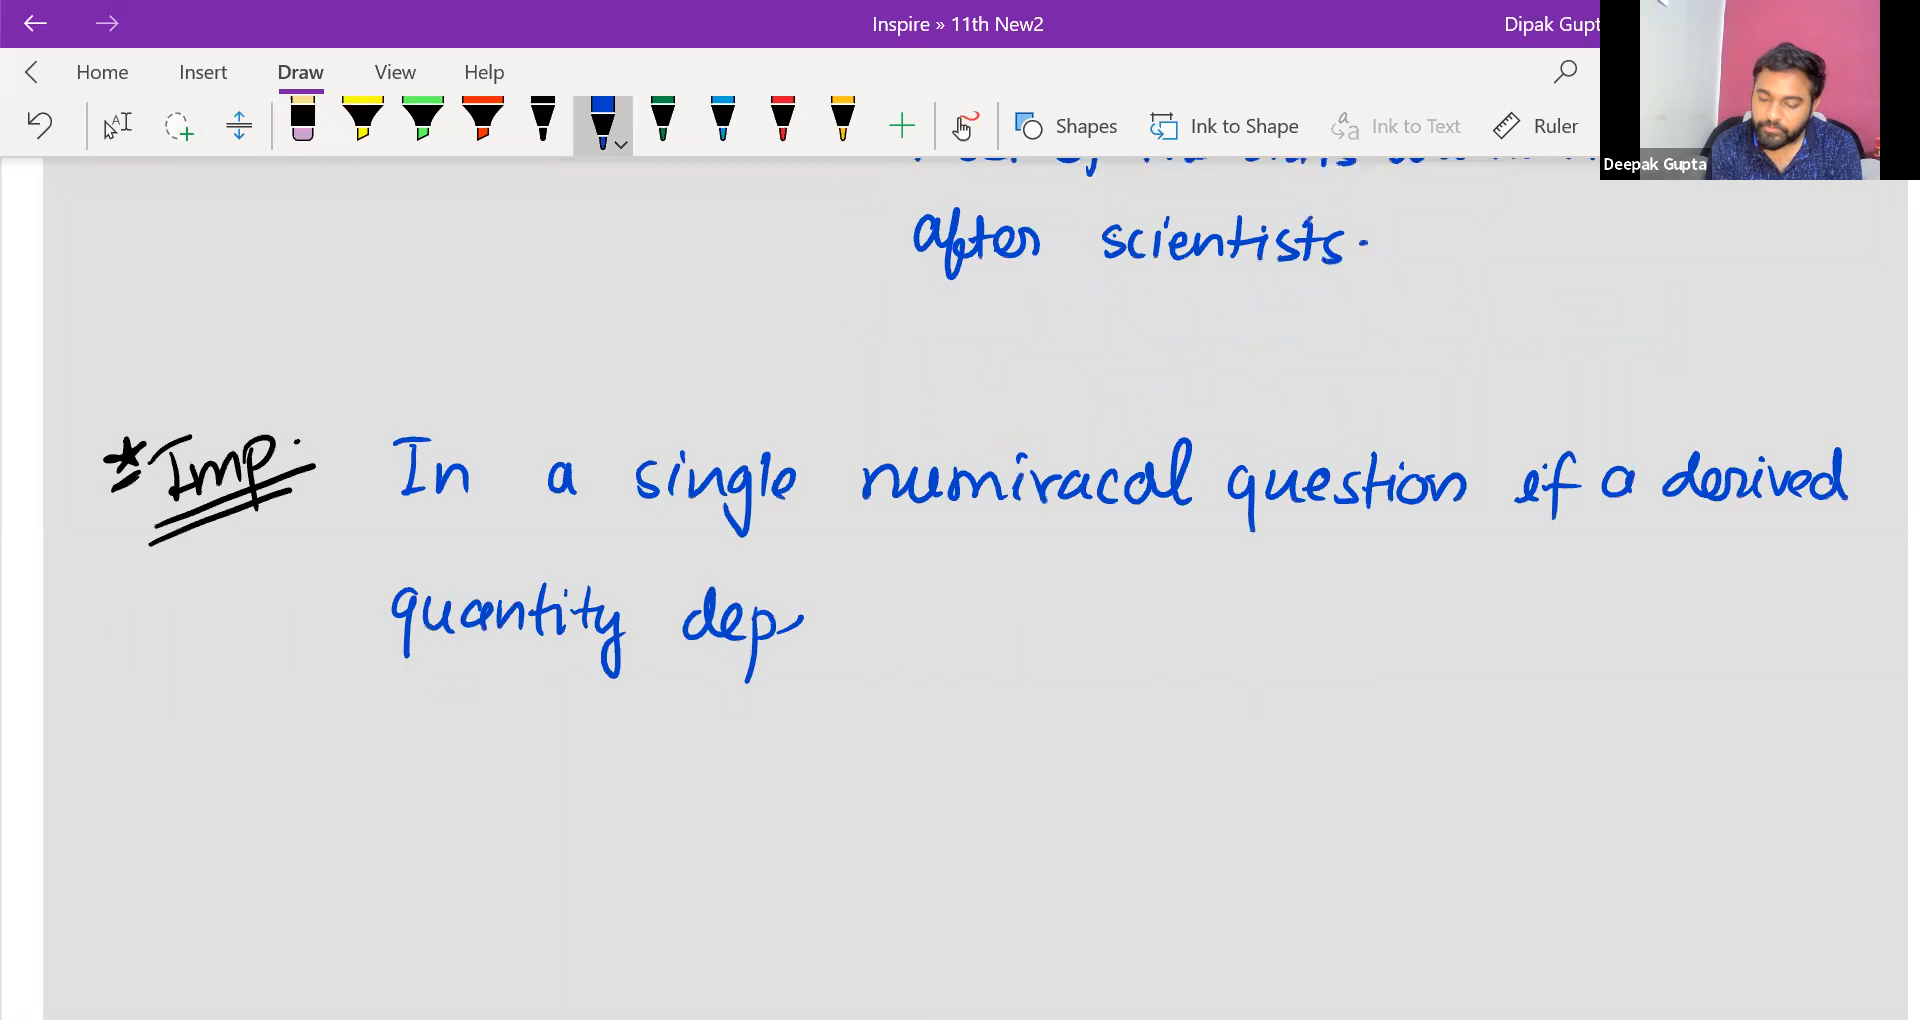 Inspire » 11th New2
Dipak Gupt
Home Insert Draw View Help
Shapes Ink to Shape Ink to Text Ruler
Deepak Gupta
after scientists.
*Imp. In a single numiracal question if a derived
quantity dep